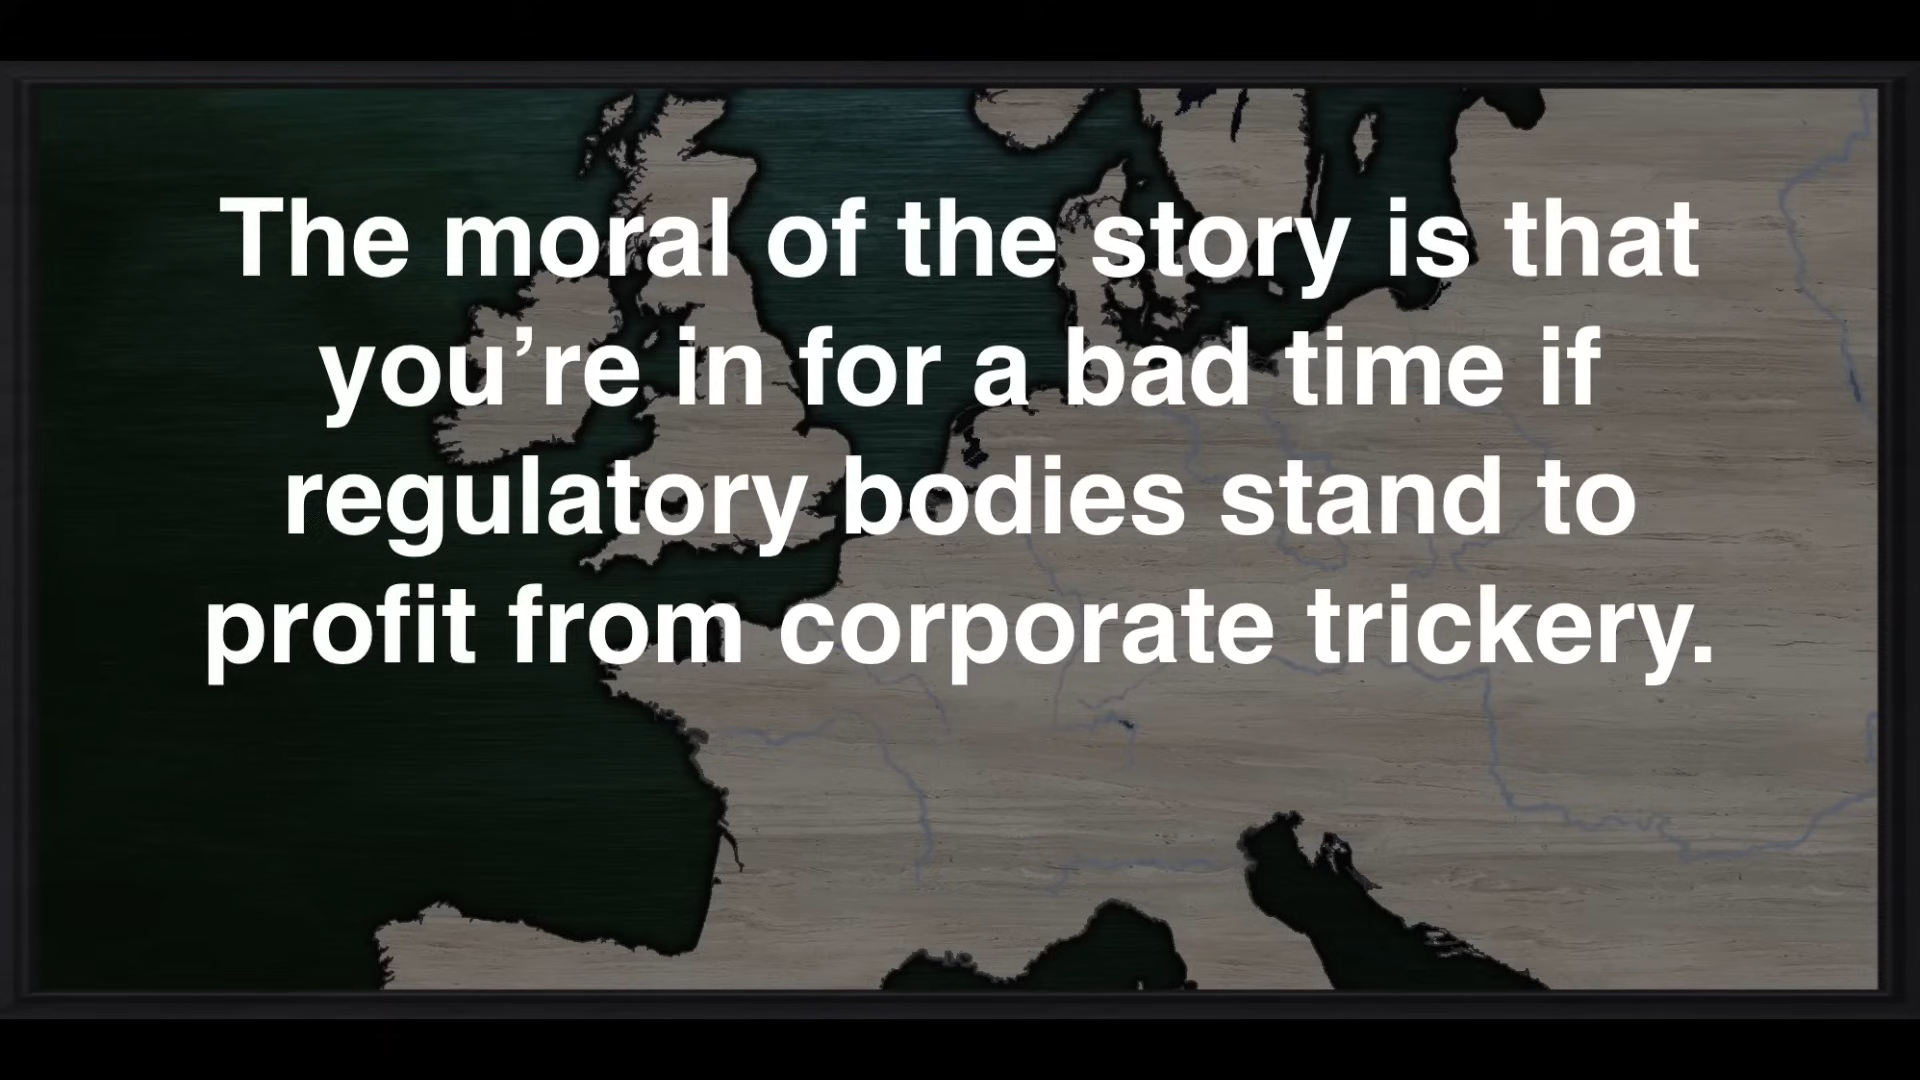 The moral of the story is that
you’re in for a bad time if
regulatory bodies stand to
profit from corporate trickery.